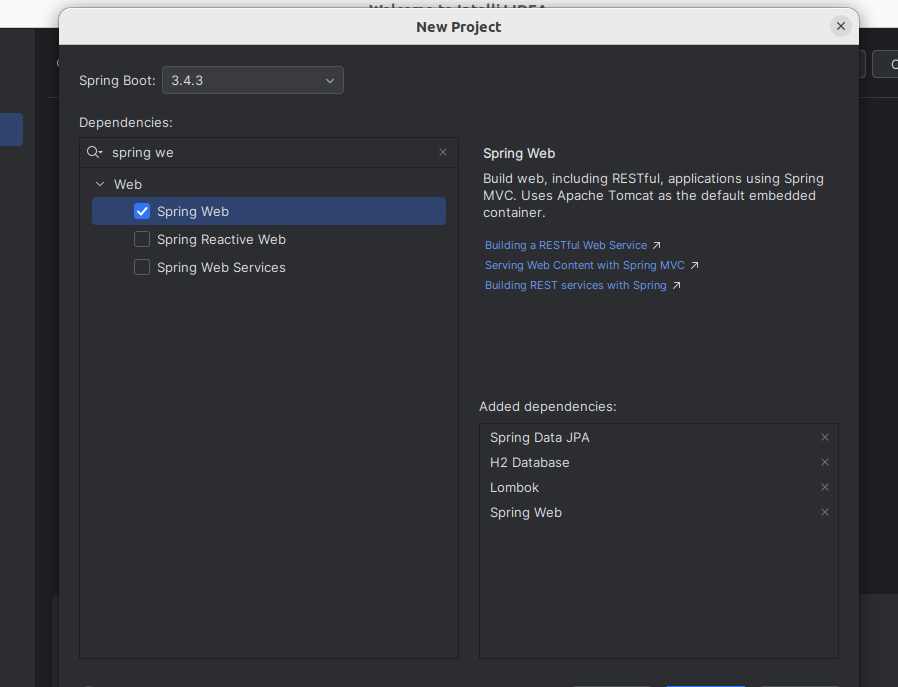 New Project
Spring Boot: 3.4.3
Dependencies:
spring we
Web
Spring Web
Spring Reactive Web
Spring Web Services
Spring Web
Build web, including RESTful, applications using Spring
MVC. Uses Apache Tomcat as the default embedded
container.
Building a RESTful Web Service
Serving Web Content with Spring MVC
Building REST services with Spring
Added dependencies:
Spring Data JPA
H2 Database
Lombok
Spring Web